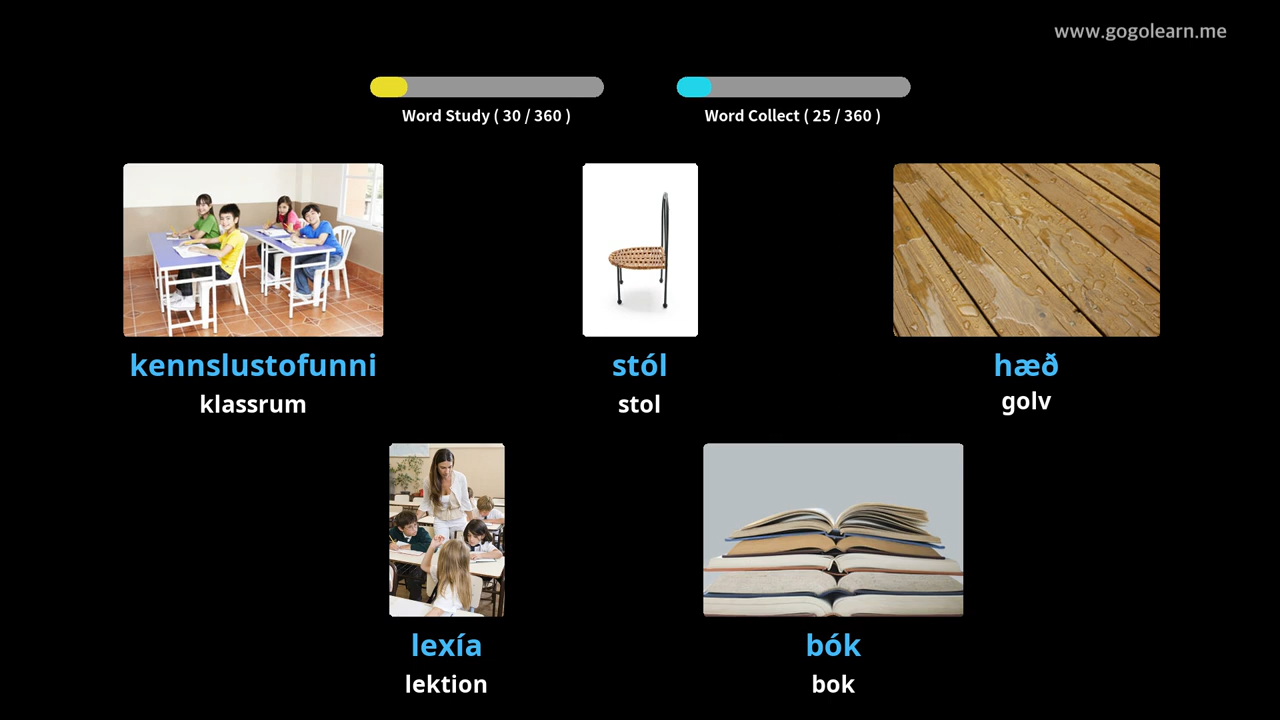 www.gogolearn.me
Word Study ( 30 / 360 )
Word Collect ( 25 / 360 )
kennslustofunni
klassrum
stól
stol
hæð
golv
lexía
lektion
bók
bok